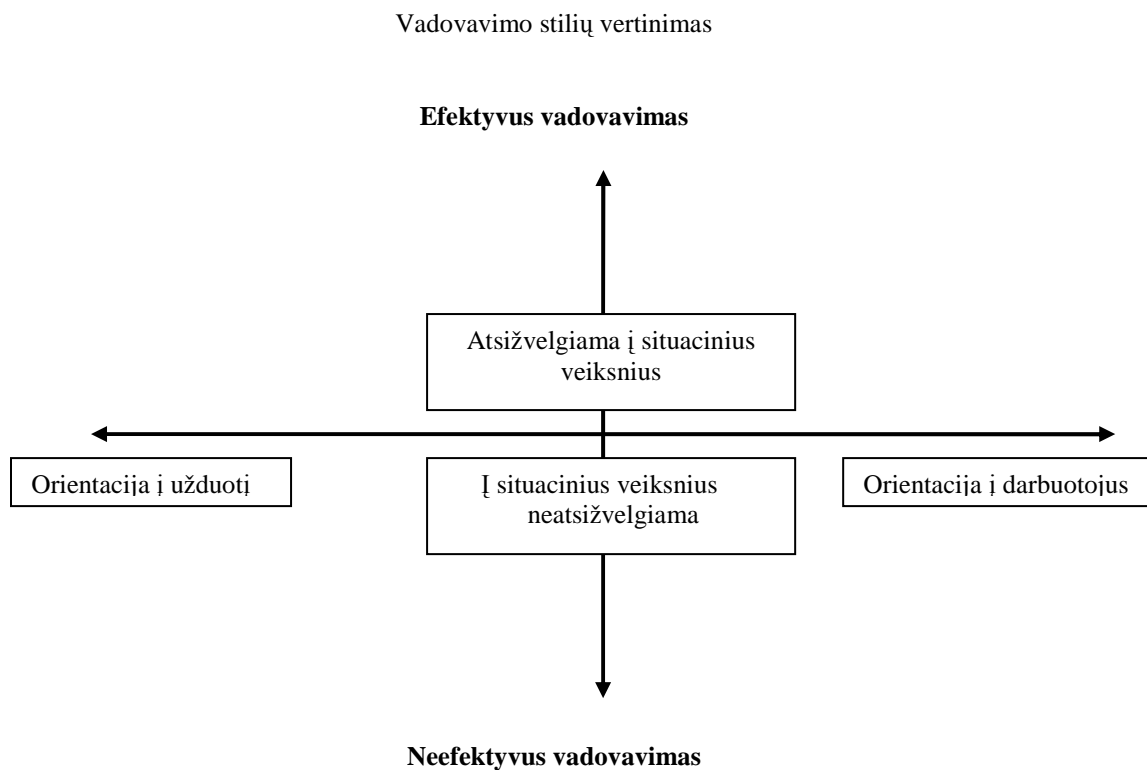 Vadovavimo stilių vertinimas
Efektyvus vadovavimas
Atsižvelgiama į situacinius
veiksnius
Orientacija į užduotį
Į situacinius veiksnius
neatsižvelgiama
Orientacija į darbuotojus
Neefektyvus vadovavimas